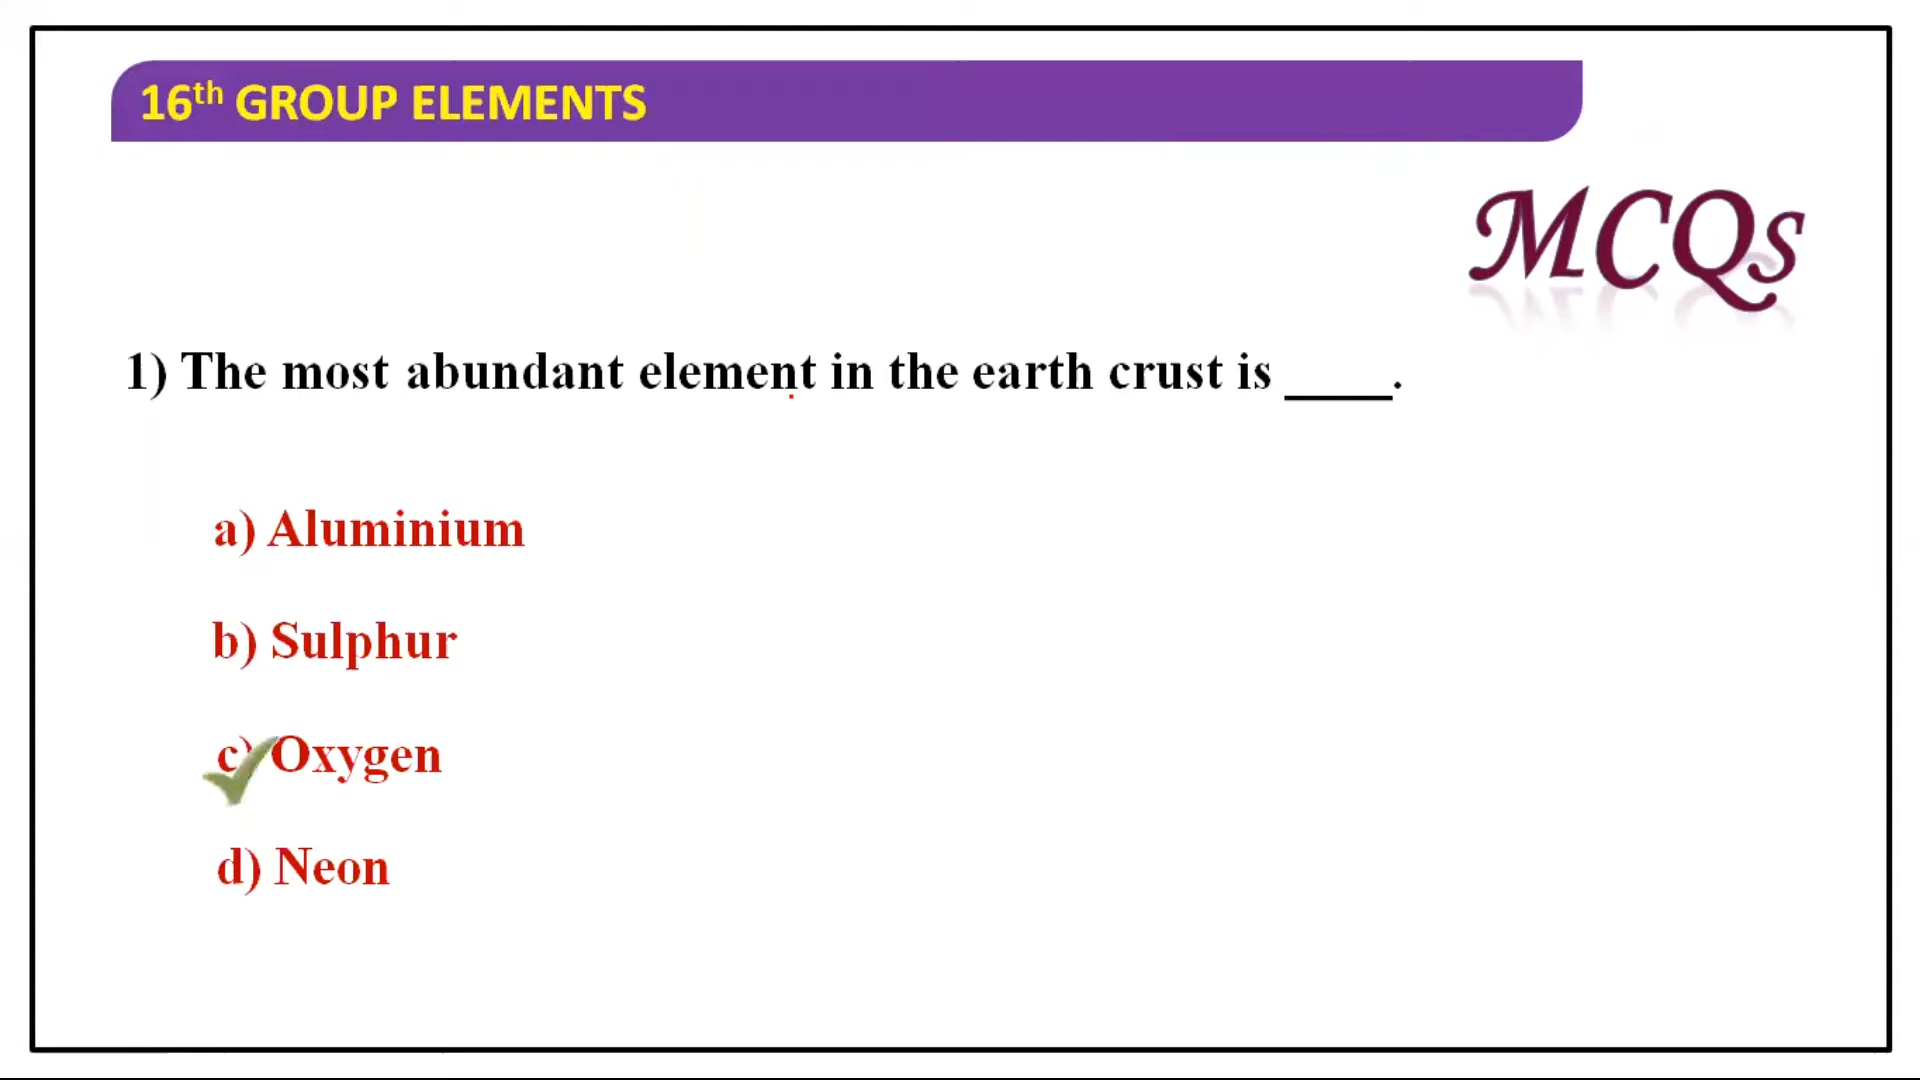 16th GROUP ELEMENTS
MCQs
1) The most abundant element in the earth crust is ____.
a) Aluminium
b) Sulphur
c) Oxygen
d) Neon